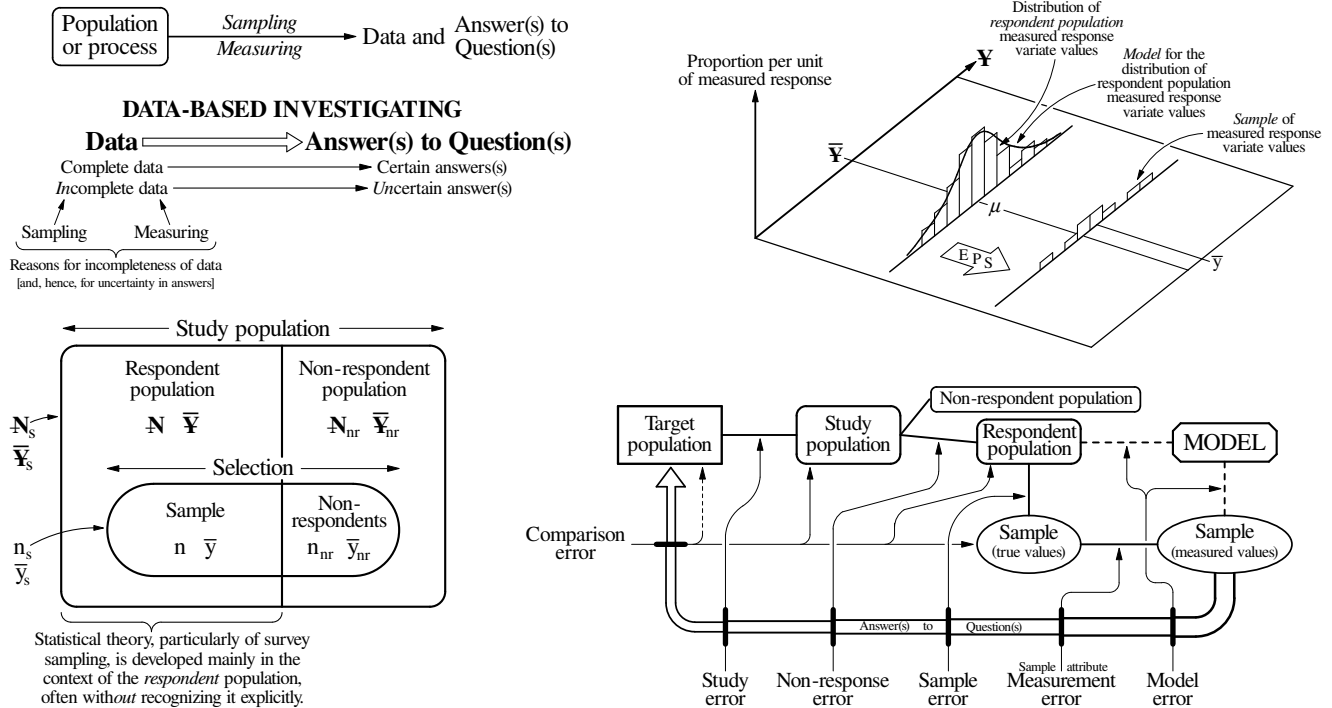 Population
or process
Sampling
Measuring
Data and
Answer(s) to
Question(s)
DATA-BASED INVESTIGATING
Data
Answer(s) to Question(s)
Complete data
Certain answers(s)
Incomplete data
Uncertain answer(s)
Sampling
Measuring
Reasons for incompleteness of data
[and, hence, for uncertainty in answers]
Proportion per unit
of measured response
Distribution of
respondent population
measured response
variate values
Model for the
distribution of
respondent population
measured response
variate values
Sample of
measured response
variate values
Ȳ
Y
μ
EPS
ȳ
Study population
Respondent
population
Non-respondent
population
N Ȳ
Nnr Ȳnr
Ns
Ȳs
Selection
Sample
Non-
respondents
n ȳ
nnr ȳnr
ns
ȳs
Statistical theory, particularly of survey
sampling, is developed mainly in the
context of the respondent population,
often without recognizing it explicitly.
Target
population
Study
population
Non-respondent population
Respondent
population
MODEL
Comparison
error
Sample
(true values)
Sample
(measured values)
Answer(s) to Question(s)
Study
error
Non-response
error
Sample
error
Sample attribute
Measurement
error
Model
error